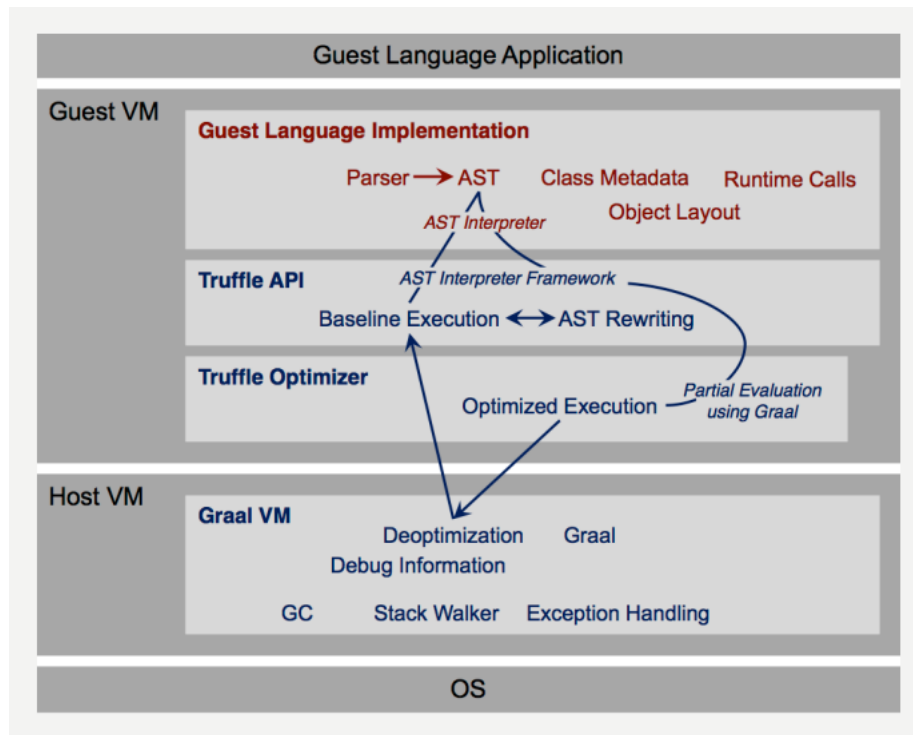 Guest Language Application
Guest VM
Guest Language Implementation
Parser
AST
Class Metadata
Runtime Calls
Object Layout
AST Interpreter
Truffle API
AST Interpreter Framework
Baseline Execution
AST Rewriting
Truffle Optimizer
Optimized Execution
Partial Evaluation
using Graal
Host VM
Graal VM
Deoptimization
Graal
Debug Information
GC
Stack Walker
Exception Handling
OS